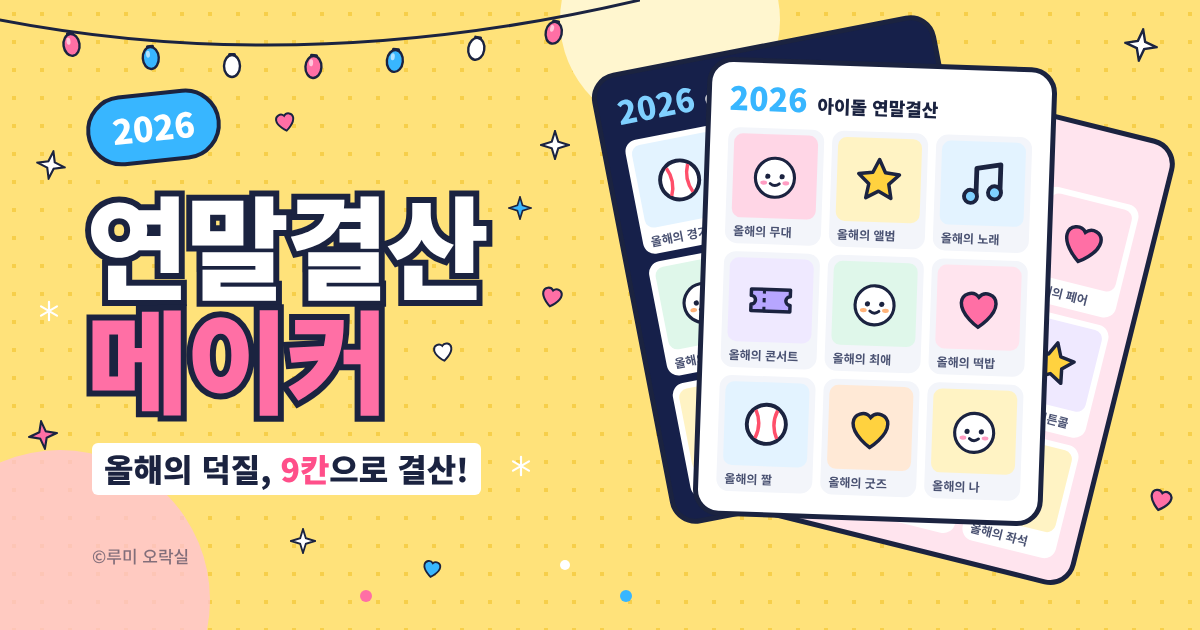 2026
연말결산
메이커
올해의 덕질, 9칸으로 결산!
©루미 오락실
2026
올해의
2026 아이돌 연말결산
올해의 무대
올해의 앨범
올해의 노래
올해의 콘서트
올해의 최애
올해의 떡밥
올해의 짤
올해의 굿즈
올해의 나
페어
올해의 좌석